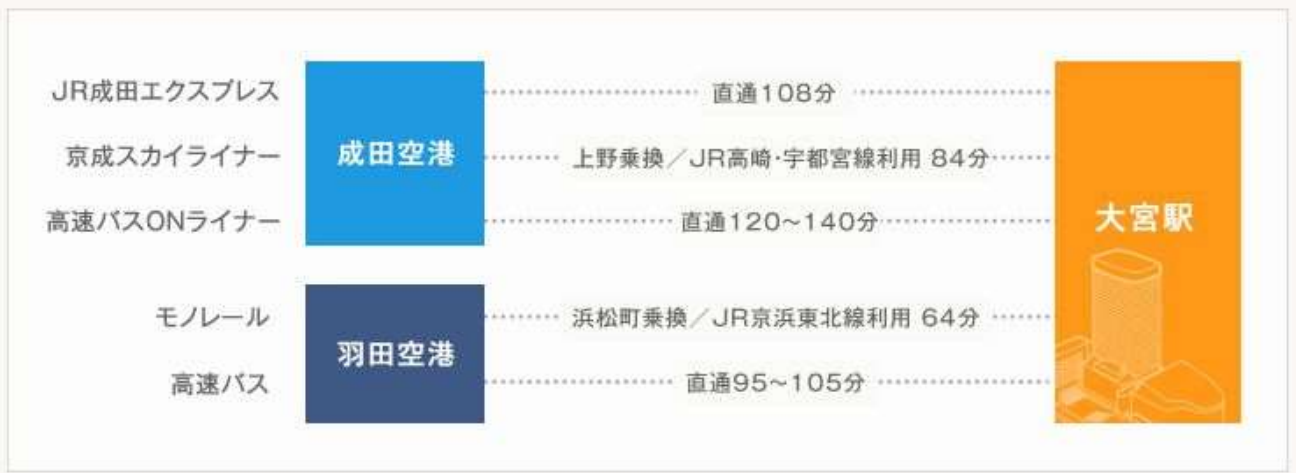 JR成田エクスプレス
成田空港
直通108分
京成スカイライナー
上野乗換／JR高崎・宇都宮線利用 84分
高速バスONライナー
直通120〜140分
大宮駅
モノレール
羽田空港
浜松町乗換／JR京浜東北線利用 64分
高速バス
直通95〜105分